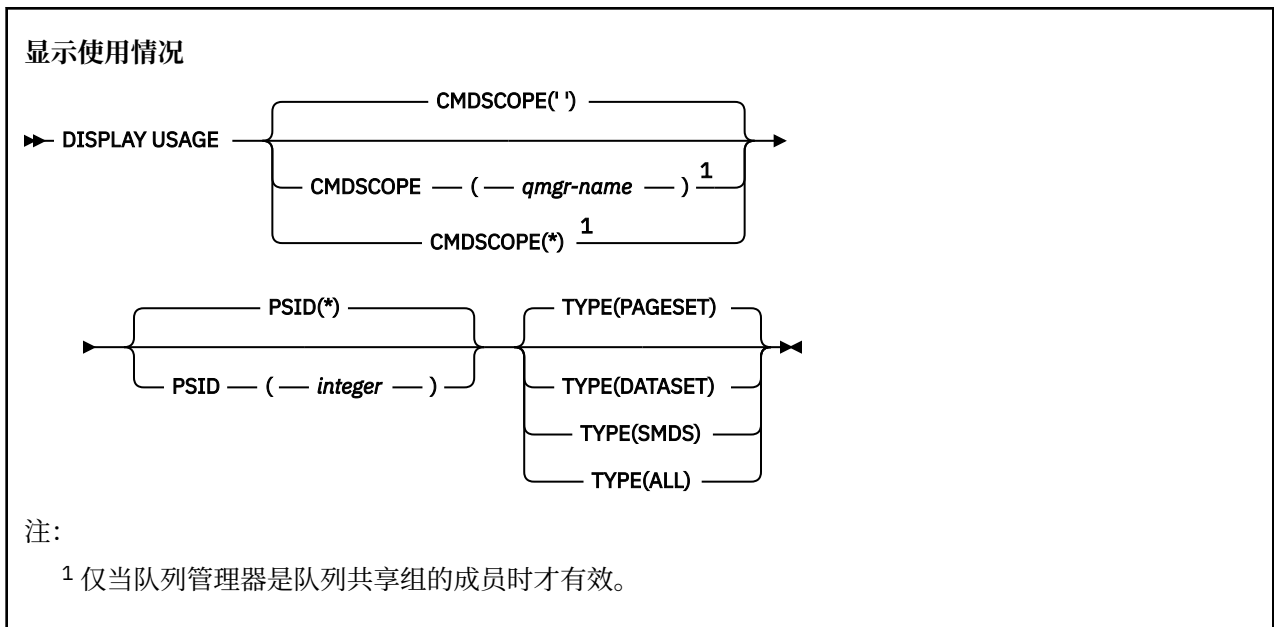 显示使用情况
CMDSCOPE(' ')
DISPLAY USAGE
CMDSCOPE ( qmgr-name ) 1
CMDSCOPE(*) 1
PSID(*) TYPE(PAGESET)
PSID ( integer ) TYPE(DATASET)
TYPE(SMDS)
TYPE(ALL)
注：
1 仅当队列管理器是队列共享组的成员时才有效。